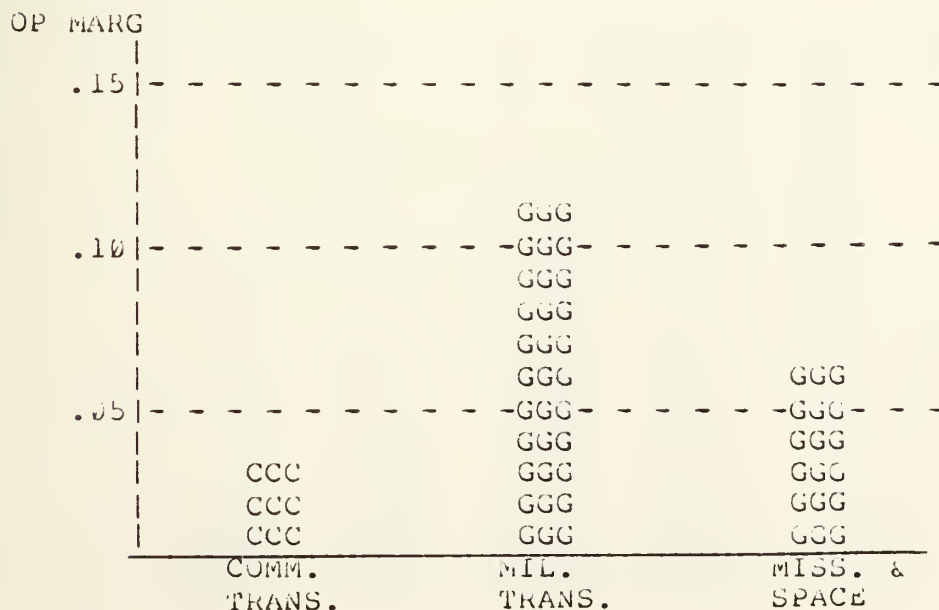 OP MARG
.15
GGG
.10 GGG
GGG
GGG
GGG
GGG GGG
.05 GGG GGG
GGG GGG
CCC GGG GGG
CCC GGG GGG
CCC GGG GGG
COMM. MIL. MISS. &
TRANS. TRANS. SPACE